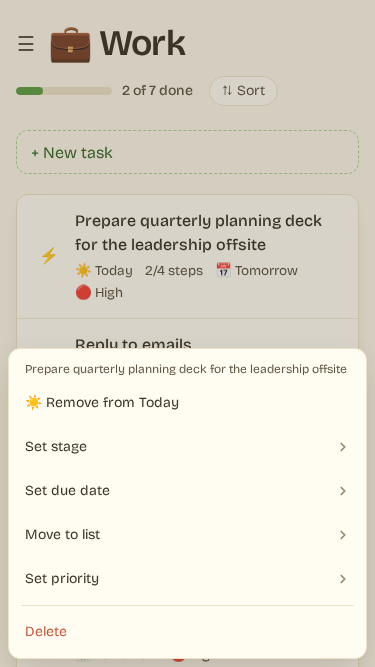 Work
2 of 7 done
Sort
+ New task
Prepare quarterly planning deck
for the leadership offsite
Today 2/4 steps Tomorrow
High
Reply to emails
Prepare quarterly planning deck for the leadership offsite
Remove from Today
Set stage
Set due date
Move to list
Set priority
Delete